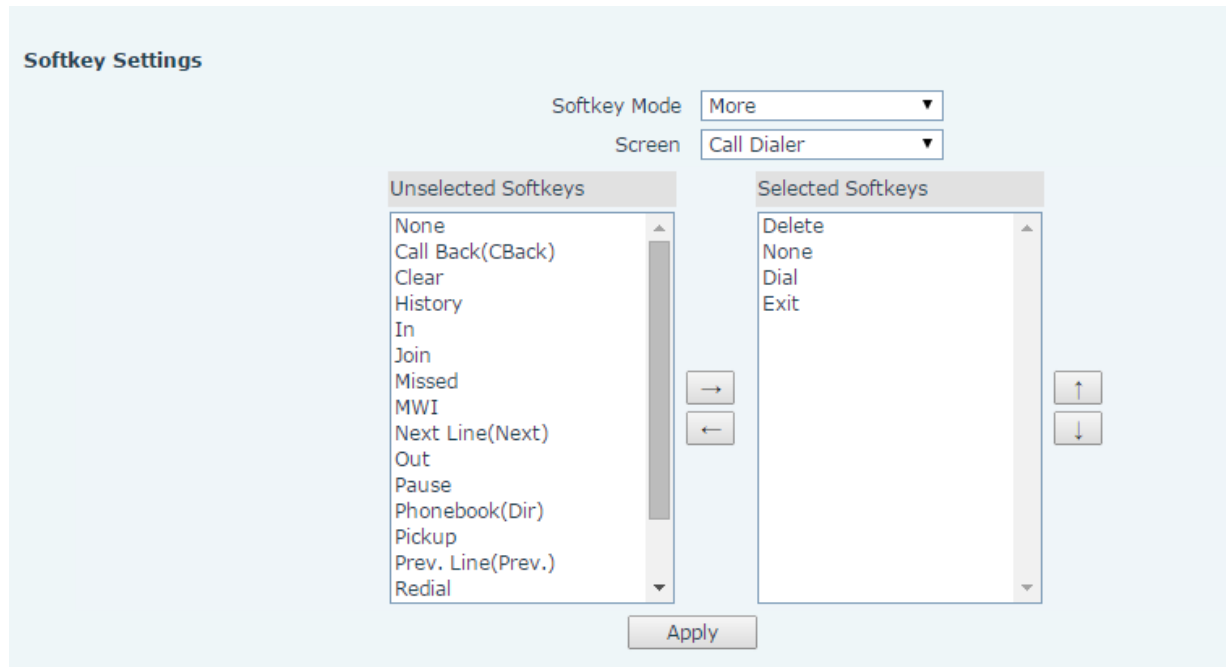 Softkey Settings
Softkey Mode More
Screen Call Dialer
Unselected Softkeys
None
Call Back(CBack)
Clear
History
In
Join
Missed
MWI
Next Line(Next)
Out
Pause
Phonebook(Dir)
Pickup
Prev. Line(Prev.)
Redial
→
←
Selected Softkeys
Delete
None
Dial
Exit
↑
↓
Apply